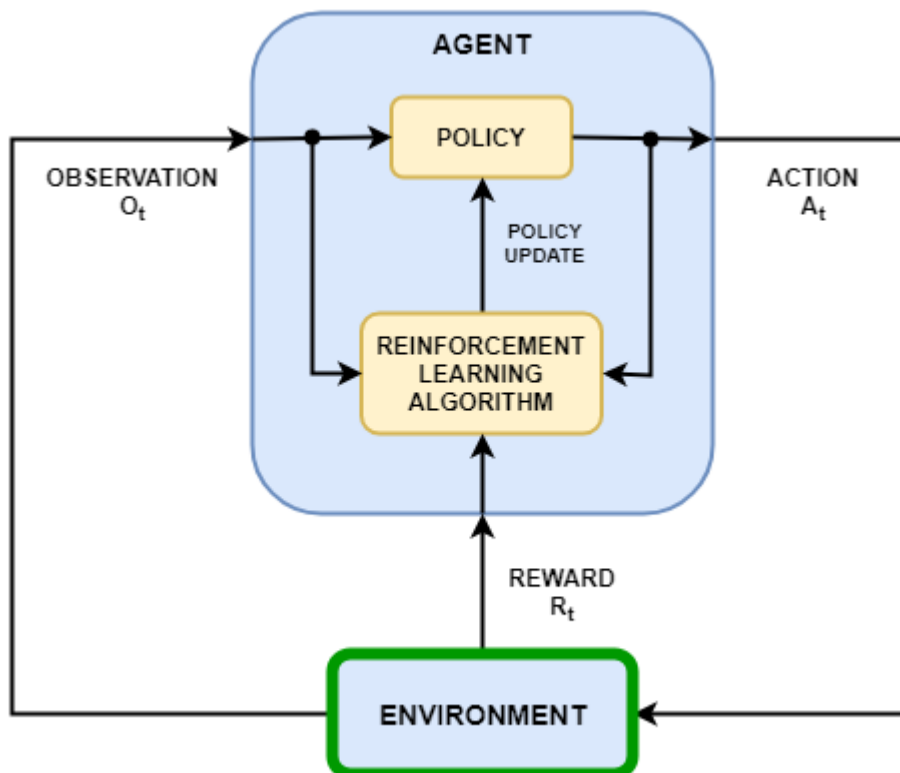 AGENT
POLICY
OBSERVATION
Oₜ
ACTION
Aₜ
POLICY
UPDATE
REINFORCEMENT
LEARNING
ALGORITHM
REWARD
Rₜ
ENVIRONMENT